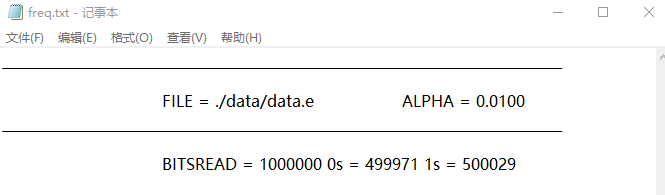 freq.txt - 记事本
文件(F) 编辑(E) 格式(O) 查看(V) 帮助(H)
FILE = ./data/data.e ALPHA = 0.0100
BITSREAD = 1000000 0s = 499971 1s = 500029